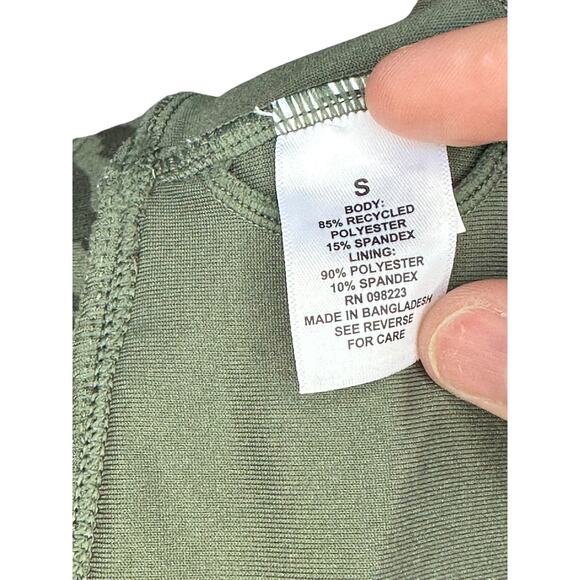 S
BODY:
85% RECYCLED
POLYESTER
15% SPANDEX
LINING:
90% POLYESTER
10% SPANDEX
RN 098223
MADE IN BANGLADESH
SEE REVERSE
FOR CARE